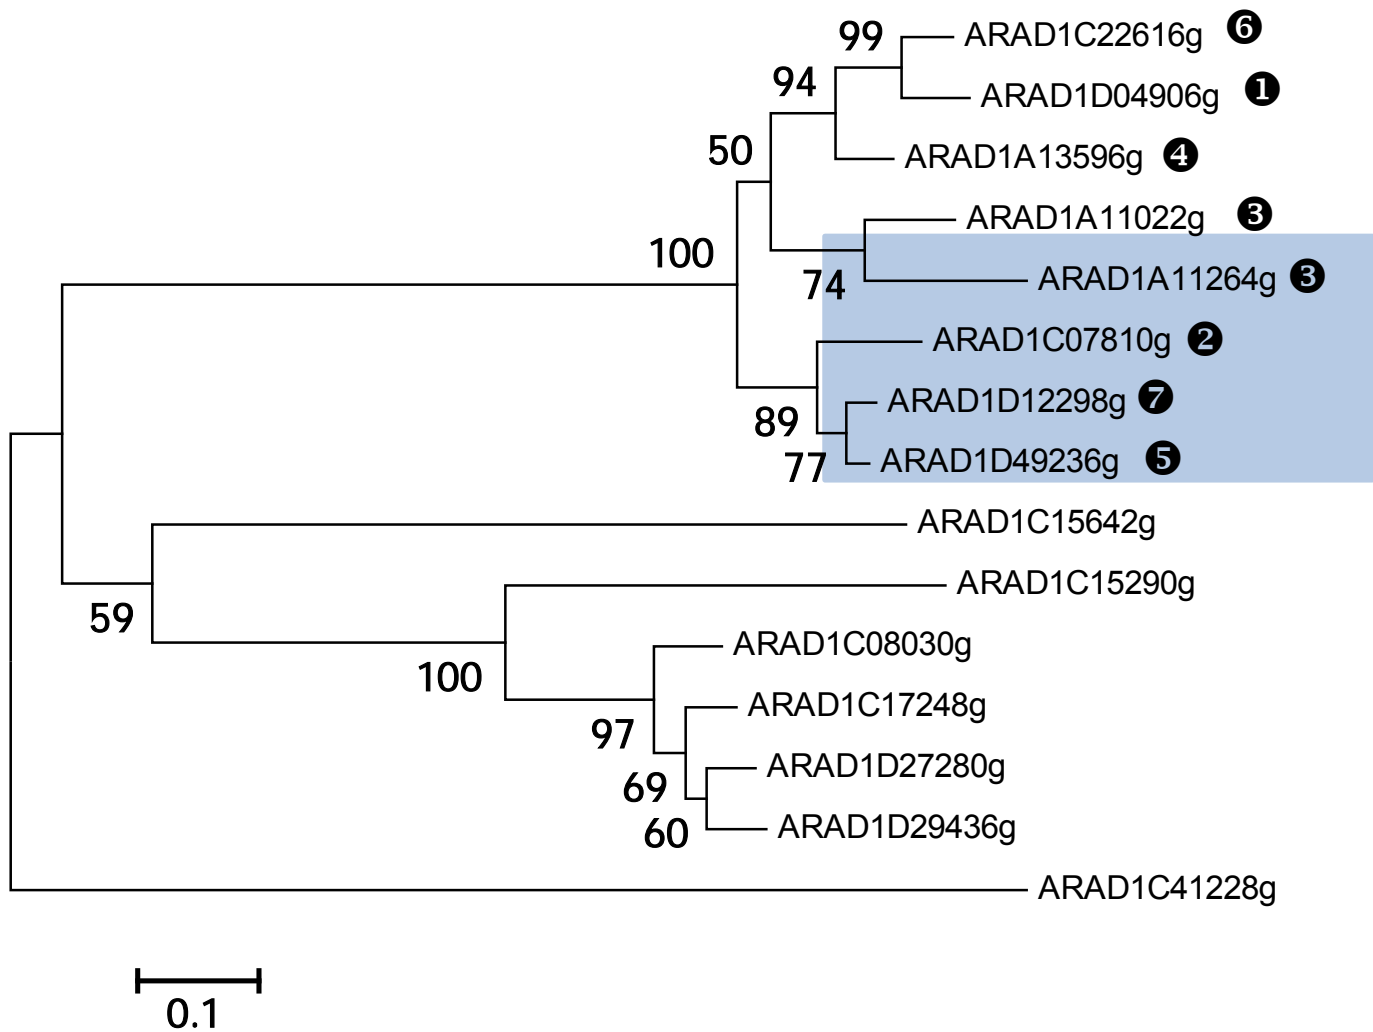 99 ARAD1C22616g ❻
94 ARAD1D04906g ❶
50 ARAD1A13596g ❹
ARAD1A11022g ❸
100
74 ARAD1A11264g ❸
ARAD1C07810g ❷
ARAD1D12298g ❼
89
77 ARAD1D49236g ❺
ARAD1C15642g
ARAD1C15290g
59
ARAD1C08030g
100
ARAD1C17248g
97
ARAD1D27280g
69
60 ARAD1D29436g
ARAD1C41228g
0.1